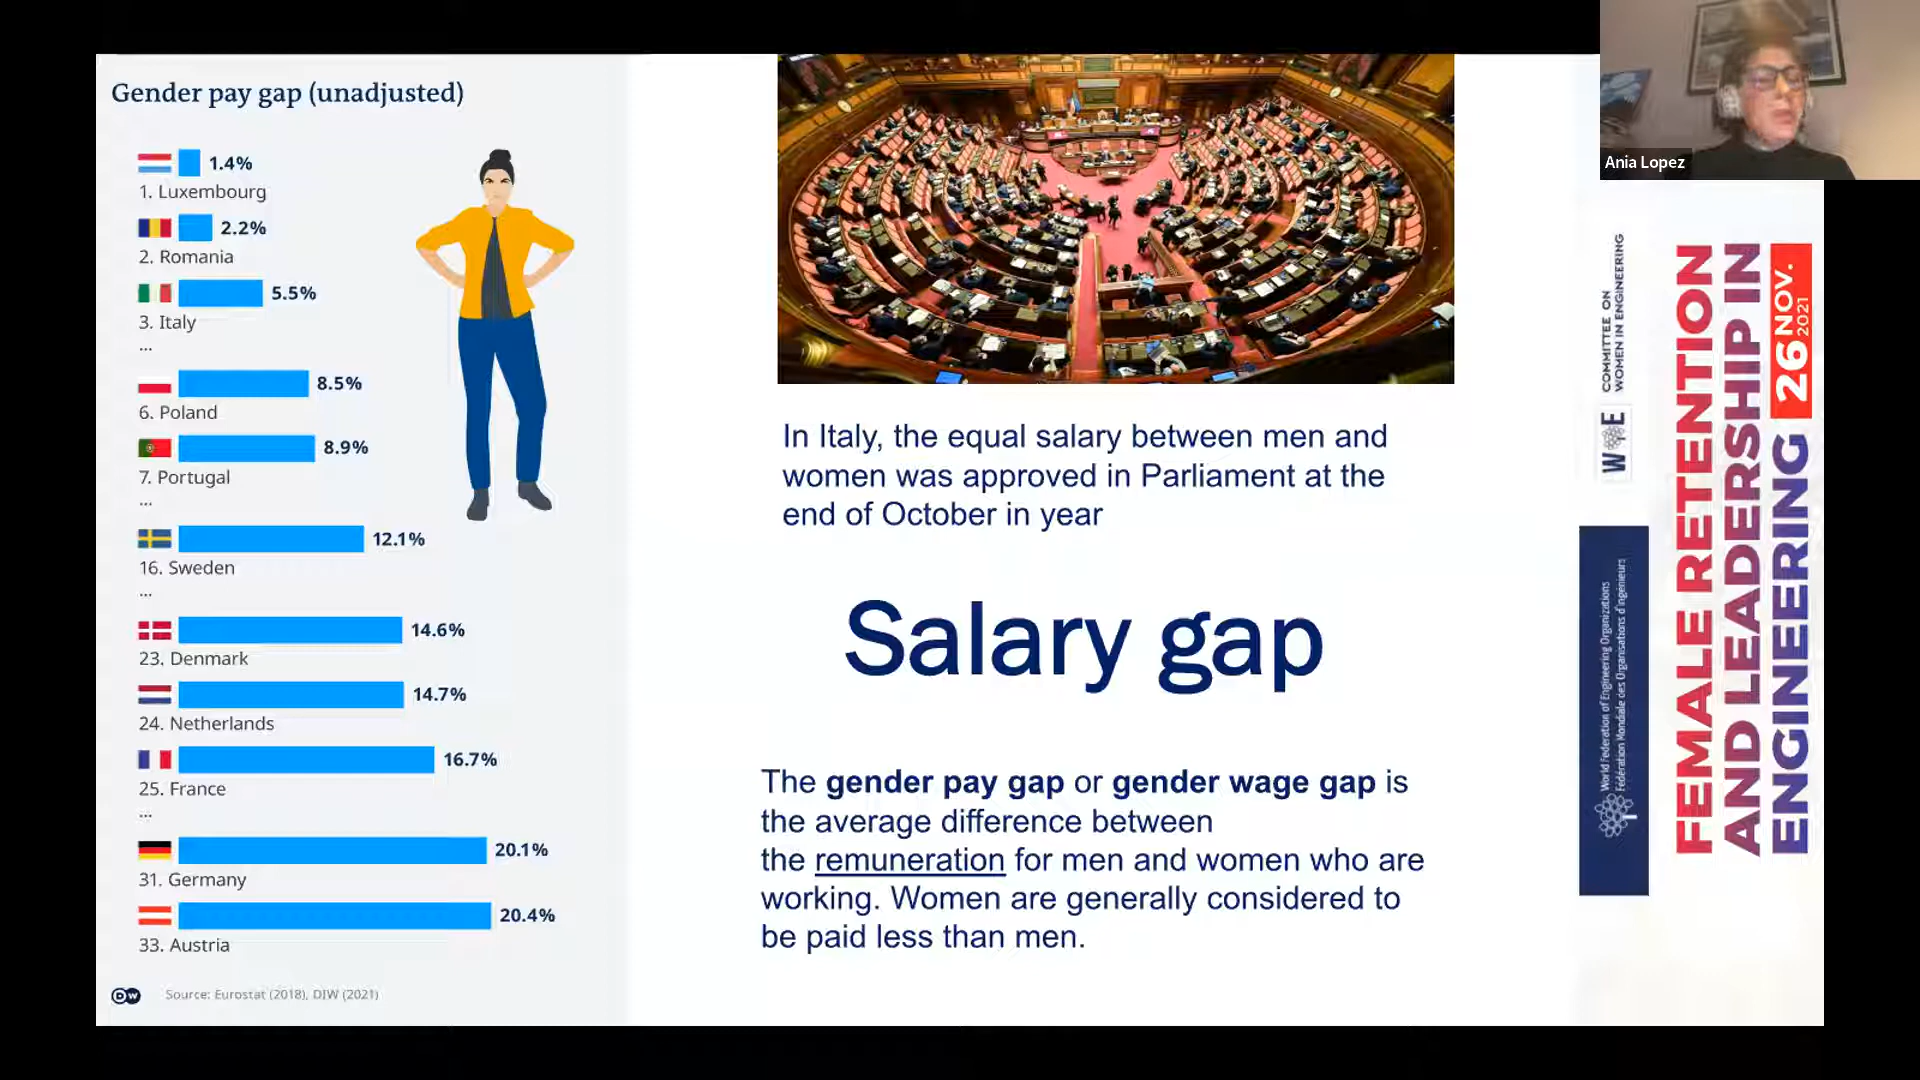 Gender pay gap (unadjusted)
1.4%
1. Luxembourg
2.2%
2. Romania
5.5%
3. Italy
...
8.5%
6. Poland
8.9%
7. Portugal
...
12.1%
16. Sweden
...
14.6%
23. Denmark
14.7%
24. Netherlands
16.7%
25. France
...
20.1%
31. Germany
20.4%
33. Austria
DW
Source: Eurostat (2018), DIW (2021)
In Italy, the equal salary between men and
women was approved in Parliament at the
end of October in year
Salary gap
The gender pay gap or gender wage gap is
the average difference between
the remuneration for men and women who are
working. Women are generally considered to
be paid less than men.
Ania Lopez
WiE
COMMITTEE ON
WOMEN IN ENGINEERING
World Federation of Engineering Organizations
Fédération Mondiale des Organisations d'Ingénieurs
FEMALE RETENTION
AND LEADERSHIP IN
ENGINEERING
26 NOV.
2021